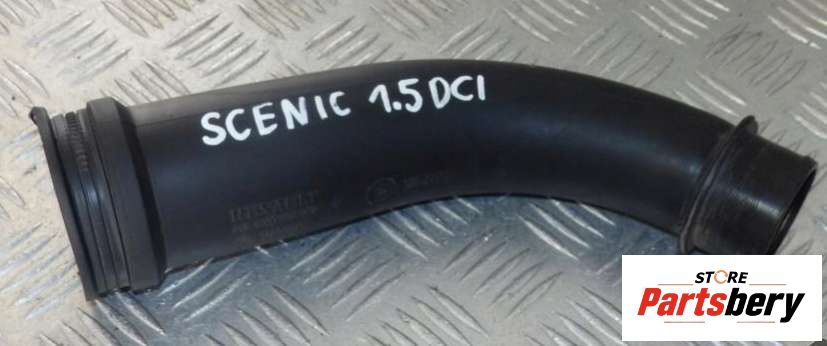 SCENIC 1.5 DCI
RENAULT
STORE
Partsbery